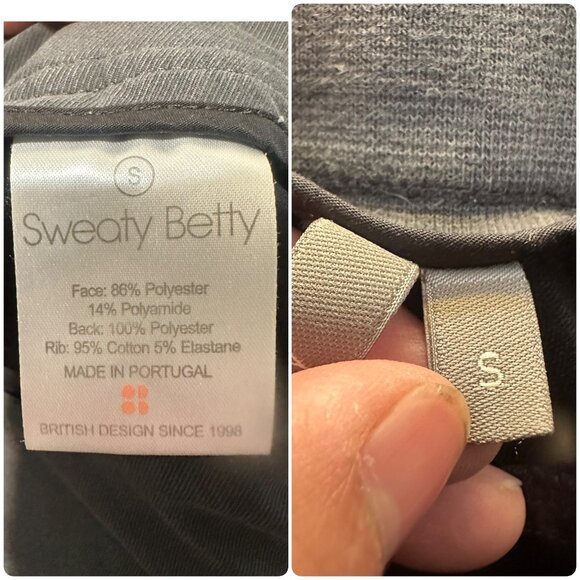 S
Sweaty Betty
Face: 86% Polyester
14% Polyamide
Back: 100% Polyester
Rib: 95% Cotton 5% Elastane
MADE IN PORTUGAL
BRITISH DESIGN SINCE 1998
S